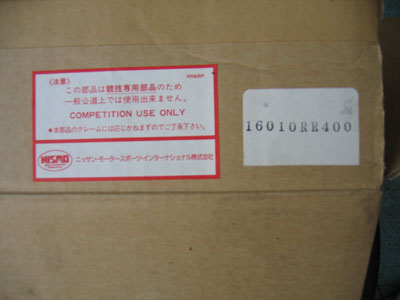 〈注意〉
この部品は競技専用部品のため
一般公道上では使用出来ません。
COMPETITION USE ONLY
●本部品のクレームには応じかねますのでご了承下さい。
NISMO
ニッサン・モータースポーツ・インターナショナル株式会社
16010RR400